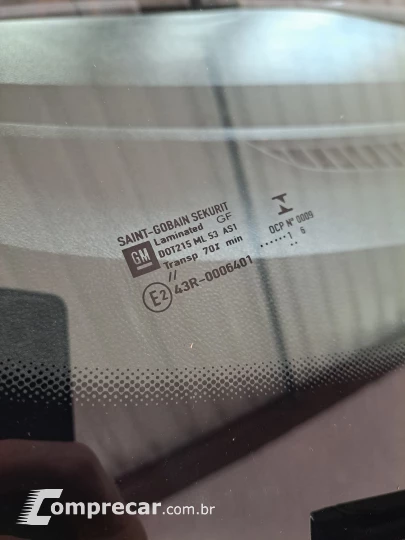 SAINT-GOBAIN SEKURIT
Laminated GF
GM DOT215 ML S3 AS1
Transp 70% min
//
E2 43R-0006401
OCP Nº 0009
......1 6
..
Comprecar.com.br